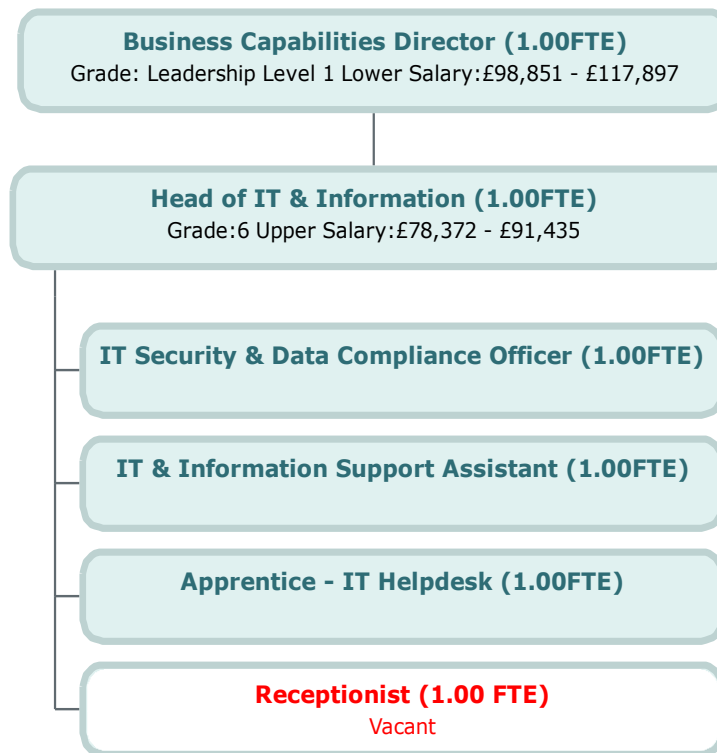 Business Capabilities Director (1.00FTE)
Grade: Leadership Level 1 Lower Salary:£98,851 - £117,897
Head of IT & Information (1.00FTE)
Grade:6 Upper Salary:£78,372 - £91,435
IT Security & Data Compliance Officer (1.00FTE)
IT & Information Support Assistant (1.00FTE)
Apprentice - IT Helpdesk (1.00FTE)
Receptionist (1.00 FTE)
Vacant